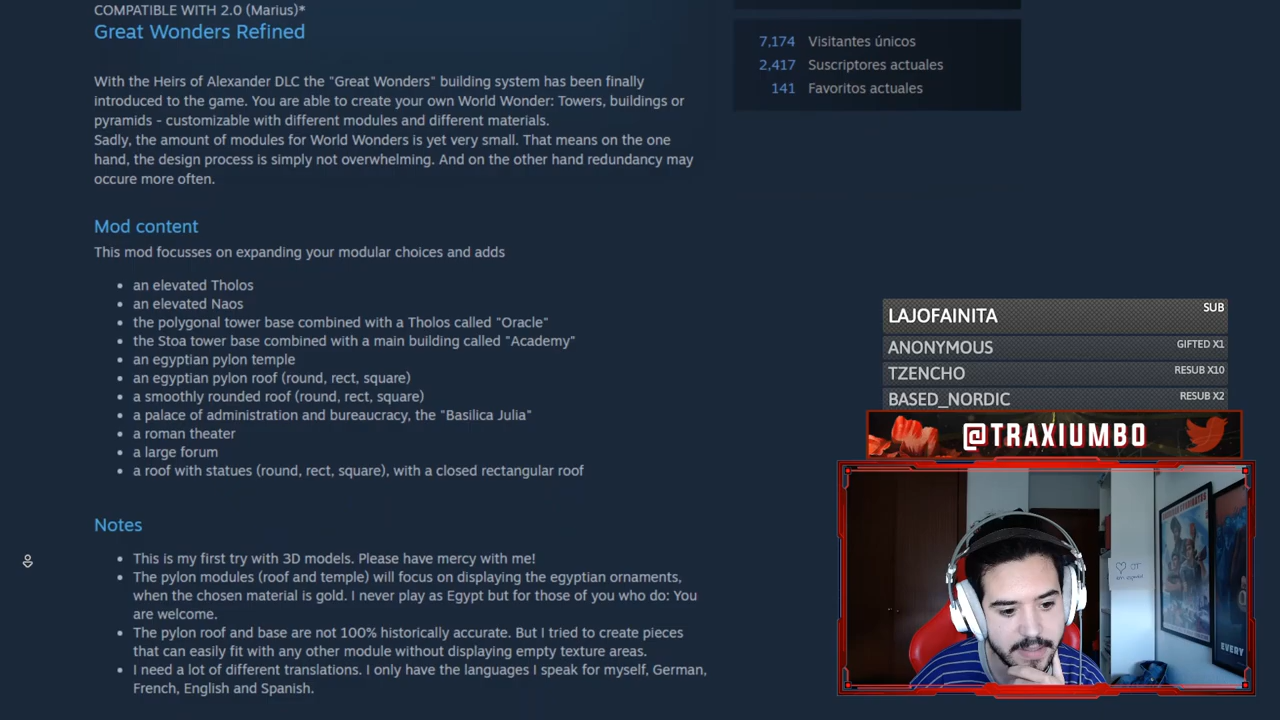 COMPATIBLE WITH 2.0 (Marius)*
Great Wonders Refined
With the Heirs of Alexander DLC the "Great Wonders" building system has been finally
introduced to the game. You are able to create your own World Wonder: Towers, buildings or
pyramids - customizable with different modules and different materials.
Sadly, the amount of modules for World Wonders is yet very small. That means on the one
hand, the design process is simply not overwhelming. And on the other hand redundancy may
occure more often.
Mod content
This mod focusses on expanding your modular choices and adds
an elevated Tholos
an elevated Naos
the polygonal tower base combined with a Tholos called "Oracle"
the Stoa tower base combined with a main building called "Academy"
an egyptian pylon temple
an egyptian pylon roof (round, rect, square)
a smoothly rounded roof (round, rect, square)
a palace of administration and bureaucracy, the "Basilica Julia"
a roman theater
a large forum
a roof with statues (round, rect, square), with a closed rectangular roof
Notes
This is my first try with 3D models. Please have mercy with me!
The pylon modules (roof and temple) will focus on displaying the egyptian ornaments,
when the chosen material is gold. I never play as Egypt but for those of you who do: You
are welcome.
The pylon roof and base are not 100% historically accurate. But I tried to create pieces
that can easily fit with any other module without displaying empty texture areas.
I need a lot of different translations. I only have the languages I speak for myself, German,
French, English and Spanish.
7,174 Visitantes únicos
2,417 Suscriptores actuales
141 Favoritos actuales
LAJOFAINITA SUB
ANONYMOUS GIFTED X1
TZENCHO RESUB X10
BASED_NORDIC RESUB X2
@TRAXIUMBO
EVERY